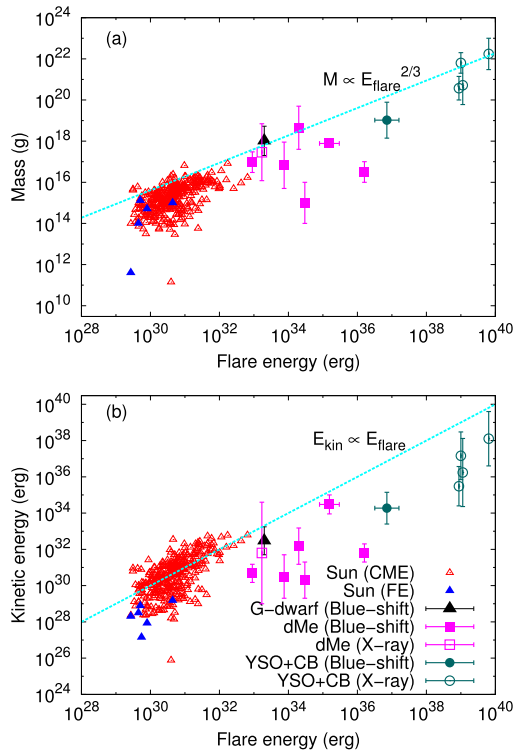 (a)
M ∝ E_flare^2/3
Mass (g)
10^22
10^20
10^18
10^16
10^14
10^12
10^10
10^28 10^30 10^32 10^34 10^36 10^38 10^40
Flare energy (erg)
(b)
E_kin ∝ E_flare
Kinetic energy (erg)
10^40
10^38
10^36
10^34
10^32
10^30
10^28
10^26
10^24
Sun (CME)
Sun (FE)
G−dwarf (Blue−shift)
dMe (Blue−shift)
dMe (X−ray)
YSO+CB (Blue−shift)
YSO+CB (X−ray)
10^28 10^30 10^32 10^34 10^36 10^38 10^40
Flare energy (erg)